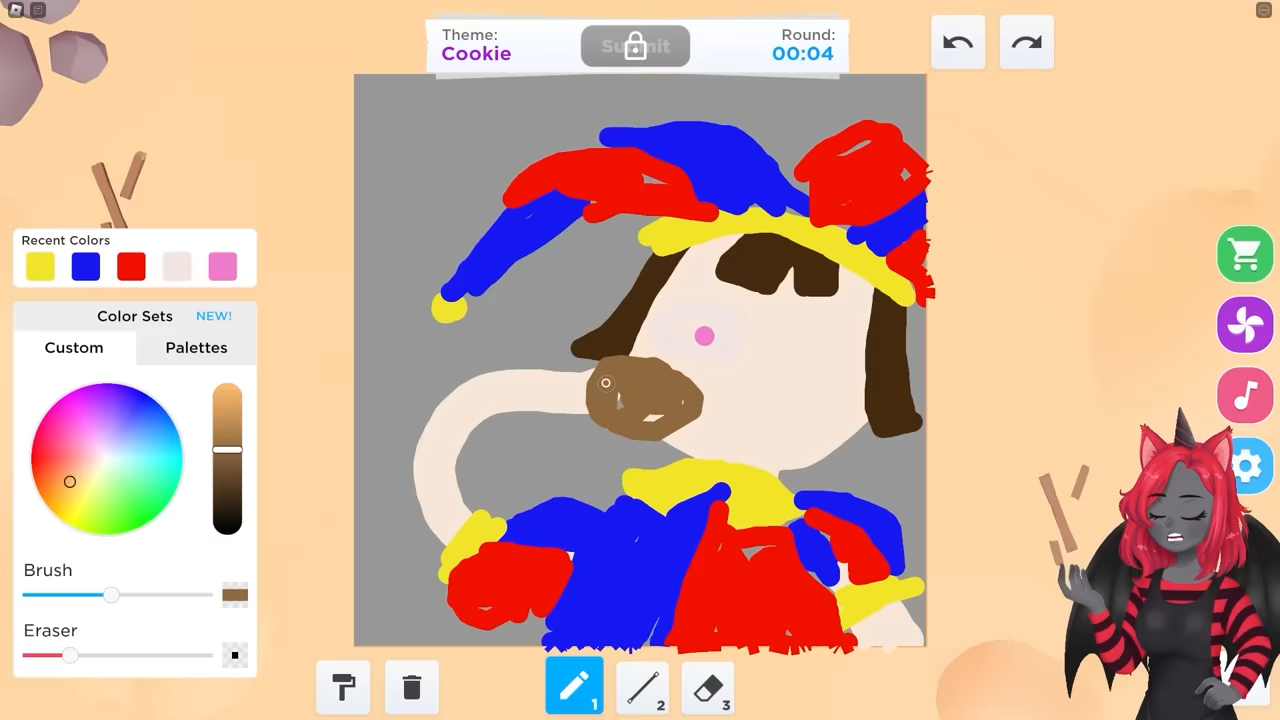 Theme:
Cookie
Submit
Round:
00:04
Recent Colors
Color Sets NEW!
Custom
Palettes
Brush
Eraser
1
2
3